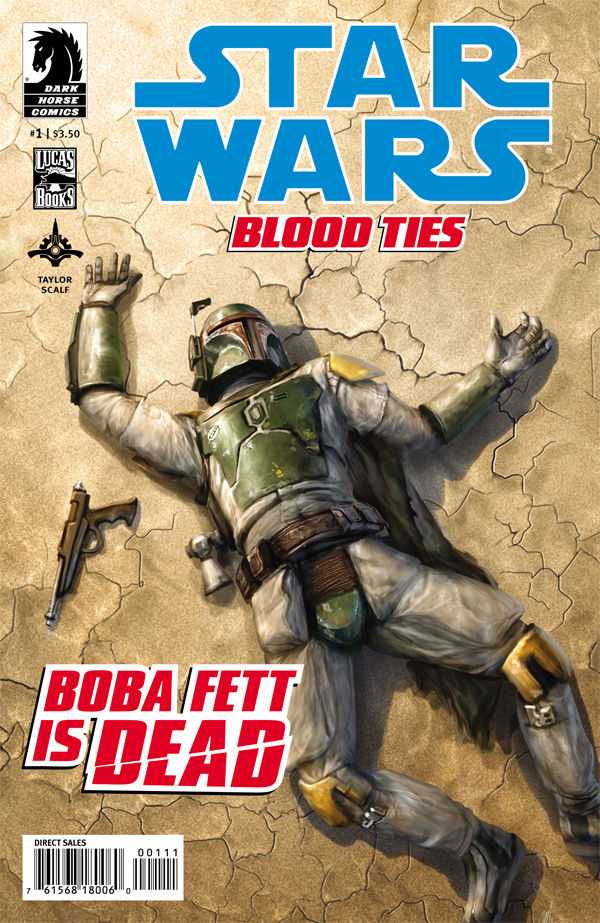 STAR
WARS
BLOOD TIES
DARK
HORSE
COMICS
#1 | $3.50
LUCAS
BOOKS
TAYLOR
SCALF
BOBA FETT
IS DEAD
DIRECT SALES
00111
7 61568 18006 0